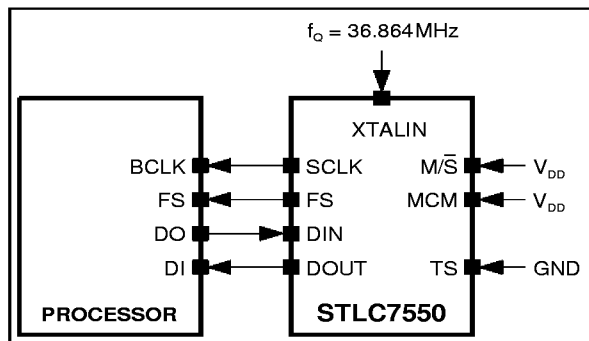 f_Q = 36.864MHz
XTALIN
BCLK SCLK M/S̅ V_DD
FS FS MCM V_DD
DO DIN
DI DOUT TS GND
PROCESSOR STLC7550